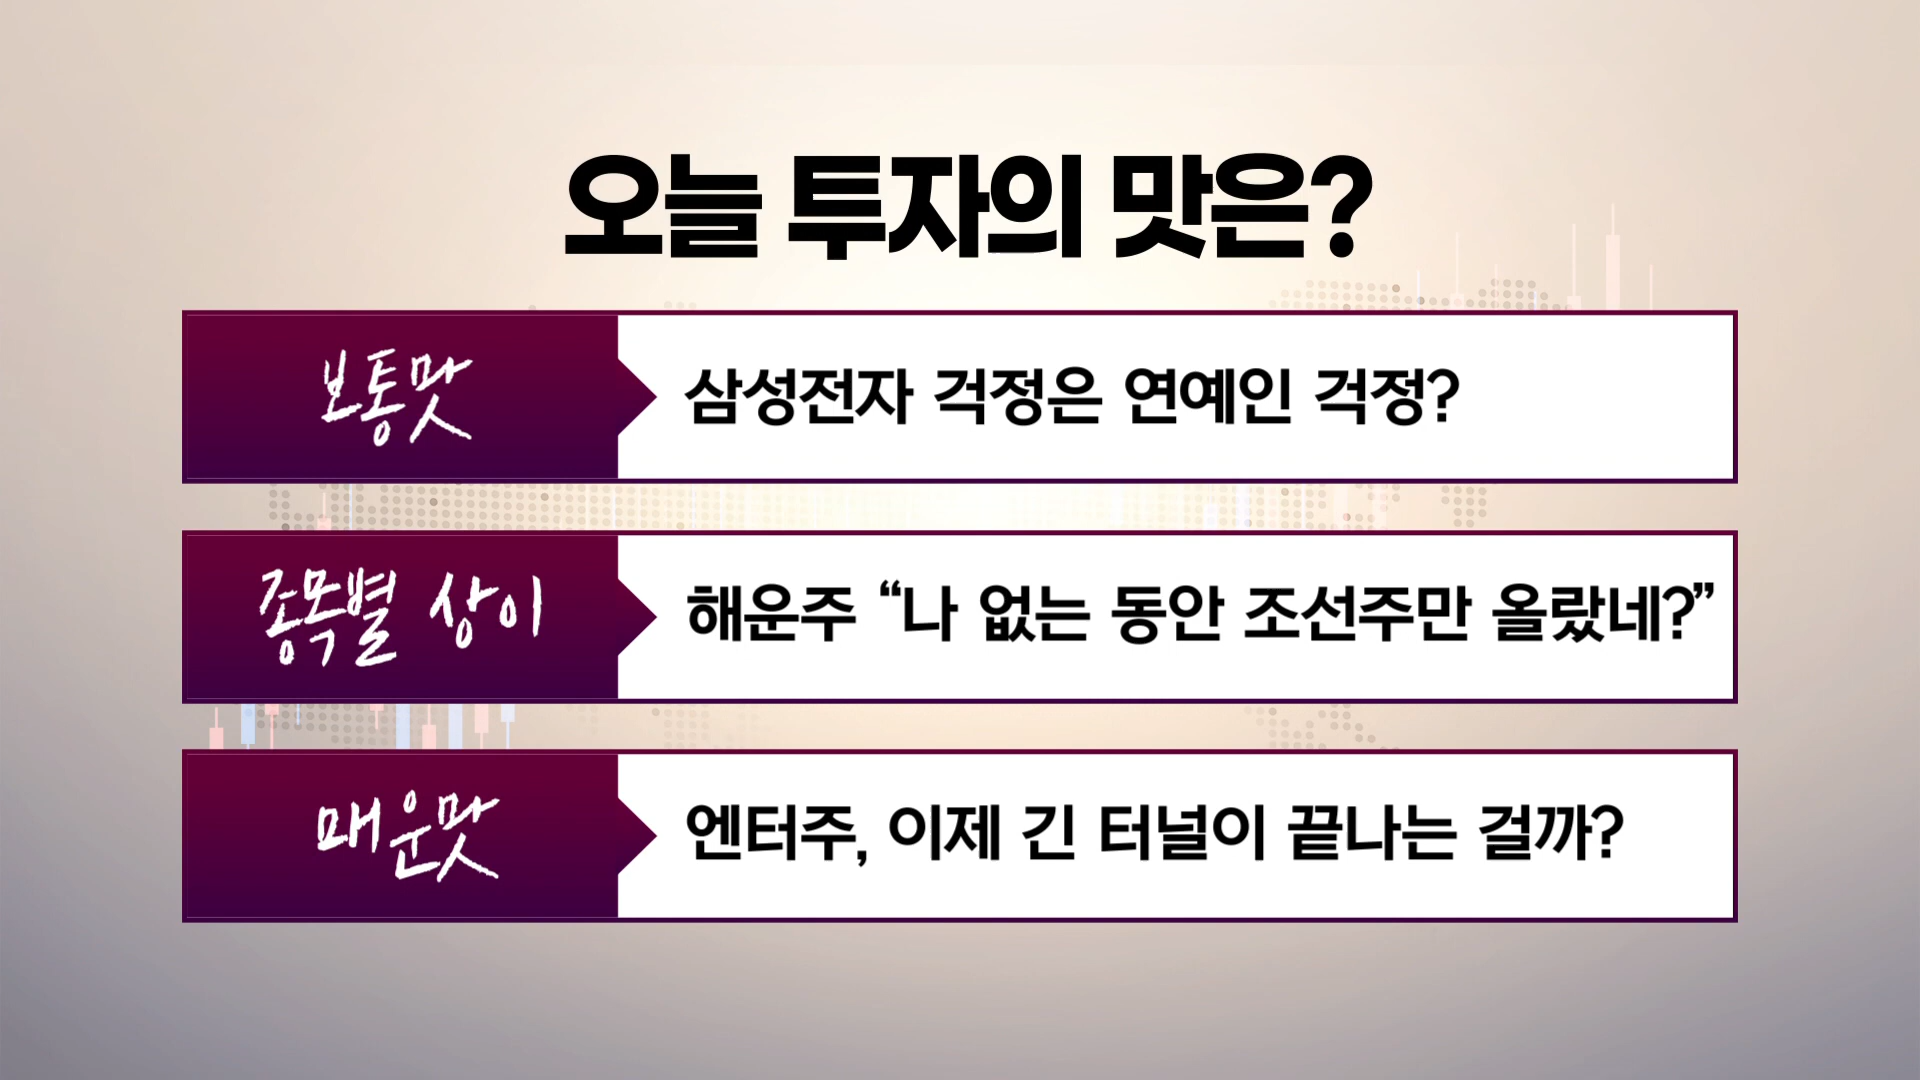 오늘 투자의 맛은?
보통맛
삼성전자 걱정은 연예인 걱정?
종목별 상이
해운주 “나 없는 동안 조선주만 올랐네?”
매운맛
엔터주, 이제 긴 터널이 끝나는 걸까?